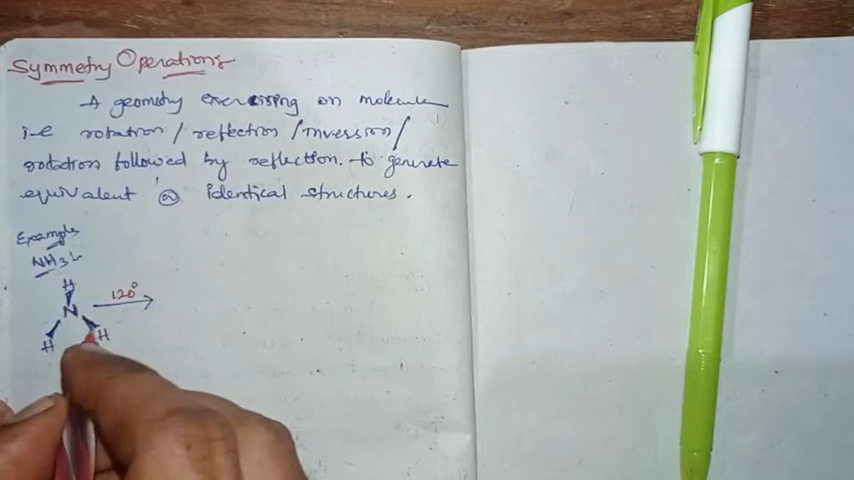 Symmetry Operations
A geometry exercising on molecule
i-e rotation / reflection / inversion /
rotation followed by reflection. to generate
equivalent @ identical structures.
Example
NH3
H
120°
N
H H